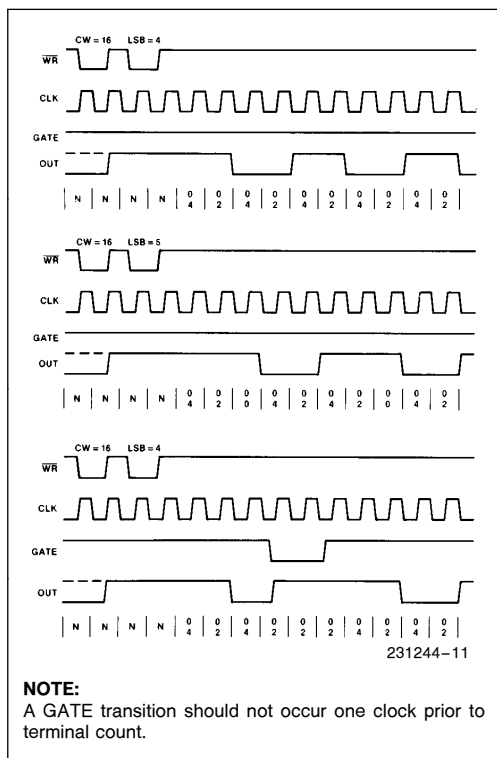 CW = 16 LSB = 4
WR
CLK
GATE
OUT
N | N | N | N | 0 | 0 | 0 | 0 | 0 | 0 | 0 | 0 | 0 | 0
4 | 2 | 4 | 2 | 4 | 2 | 4 | 2 | 4 | 2
CW = 16 LSB = 5
WR
CLK
GATE
OUT
N | N | N | N | 0 | 0 | 0 | 0 | 0 | 0 | 0 | 0 | 0 | 0
4 | 2 | 0 | 4 | 2 | 4 | 2 | 0 | 4 | 2
CW = 16 LSB = 4
WR
CLK
GATE
OUT
N | N | N | N | 0 | 0 | 0 | 0 | 0 | 0 | 0 | 0 | 0 | 0
4 | 2 | 4 | 2 | 2 | 2 | 4 | 2 | 4 | 2
231244–11
NOTE:
A GATE transition should not occur one clock prior to
terminal count.